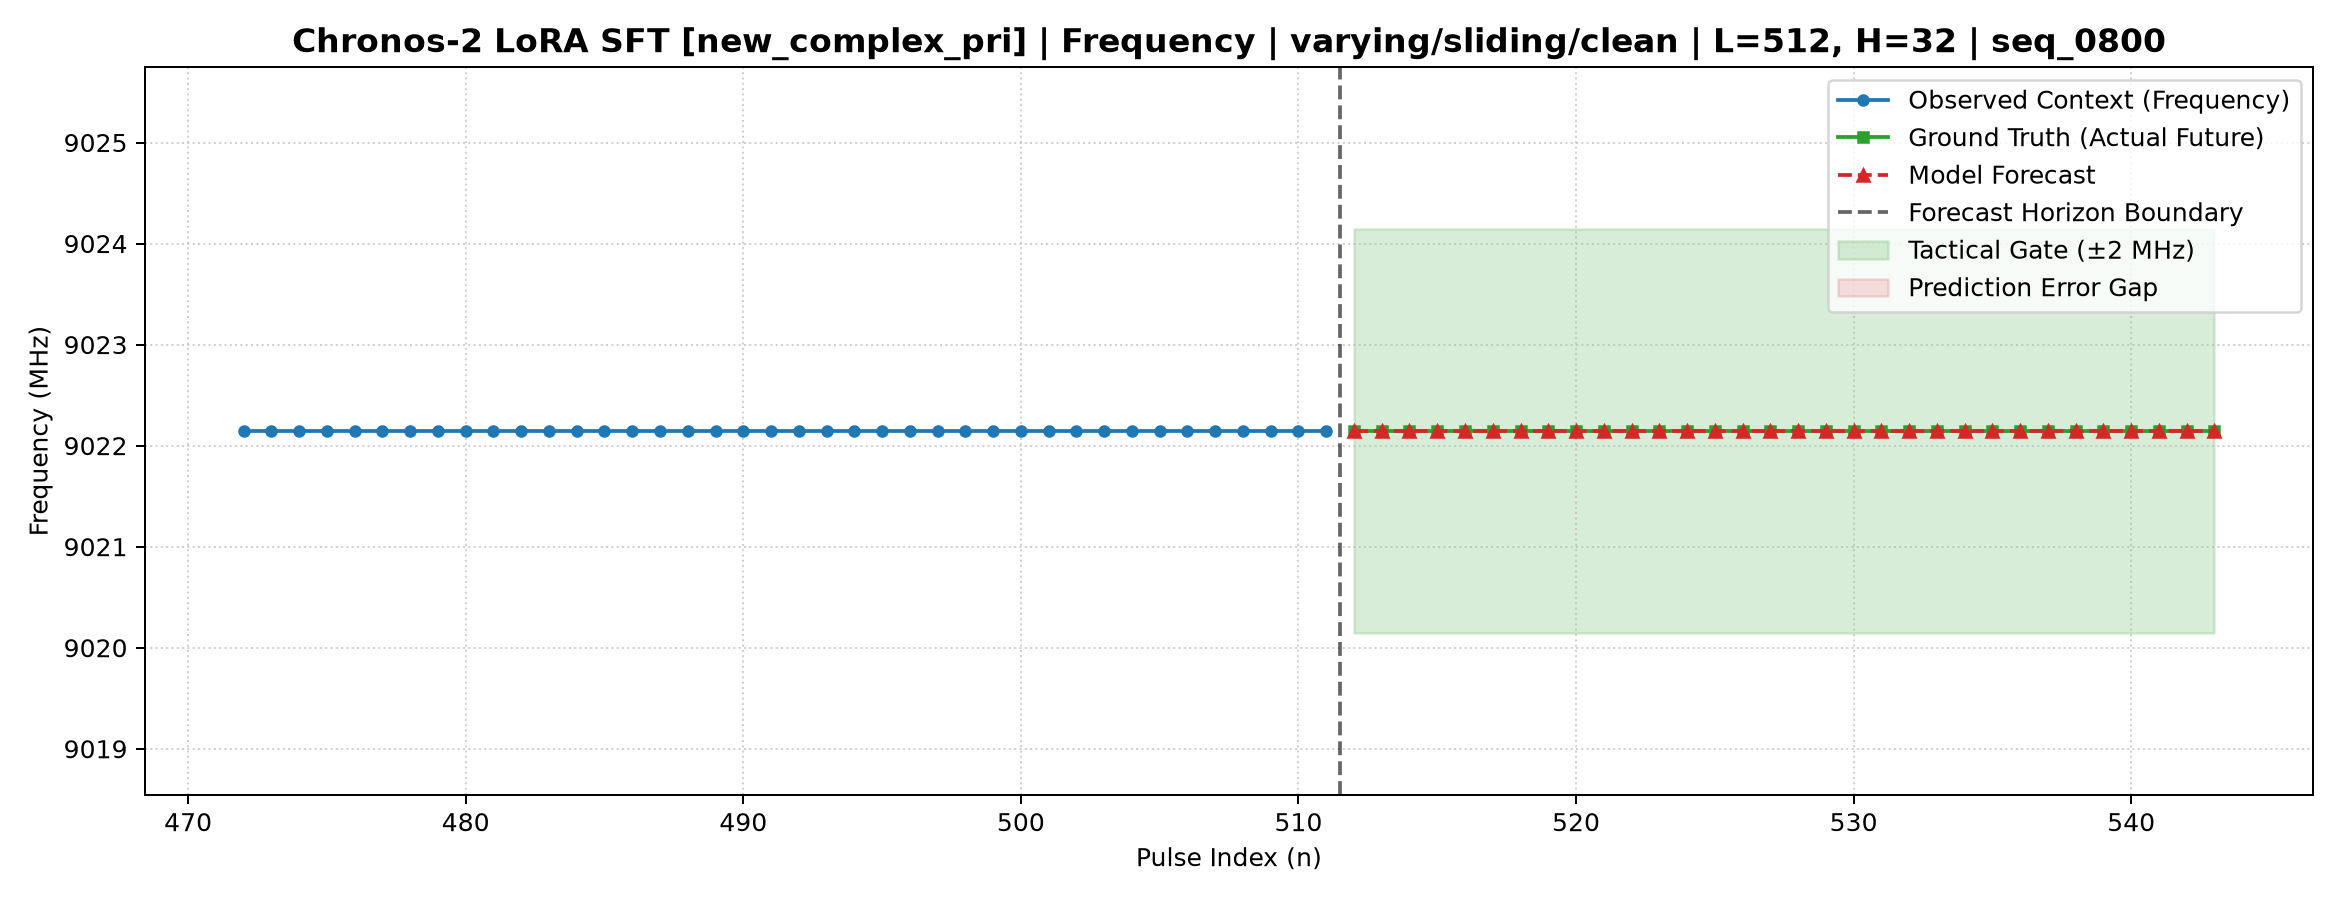 Chronos-2 LoRA SFT [new_complex_pri] | Frequency | varying/sliding/clean | L=512, H=32 | seq_0800
Observed Context (Frequency)
Ground Truth (Actual Future)
Model Forecast
Forecast Horizon Boundary
Tactical Gate (±2 MHz)
Prediction Error Gap
Frequency (MHz)
9025
9024
9023
9022
9021
9020
9019
470 480 490 500 510 520 530 540
Pulse Index (n)